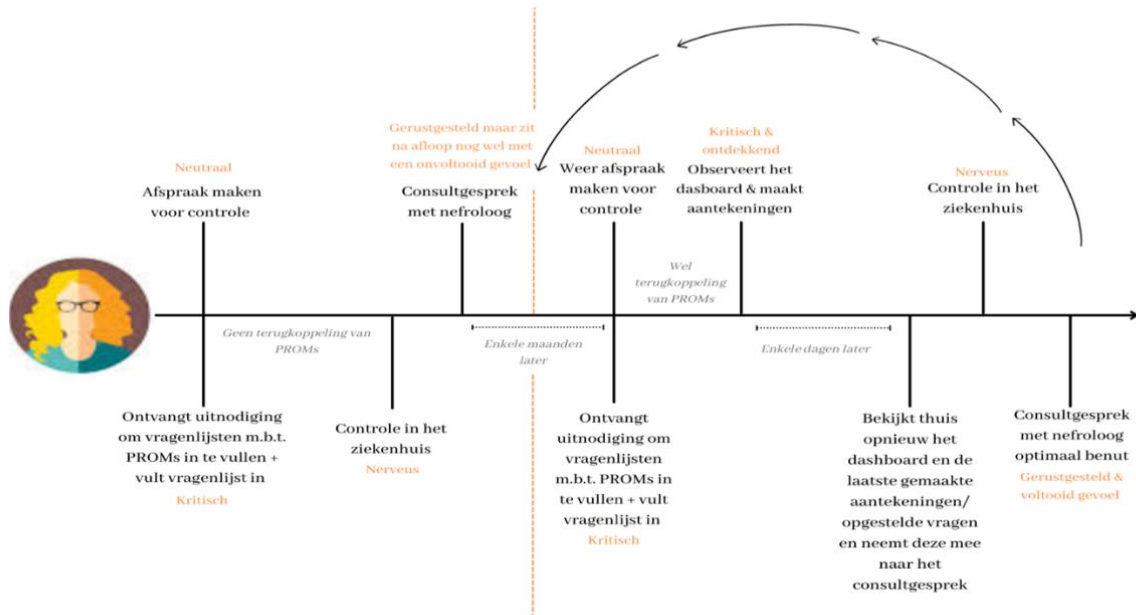 Neutraal
Afspraak maken
voor controle
Ontvangt uitnodiging
om vragenlijsten m.b.t.
PROMs in te vullen +
vult vragenlijst in
Kritisch
Geen terugkoppeling van
PROMs
Controle in het
ziekenhuis
Nerveus
Gerustgesteld maar zit
na afloop nog wel met
een onvoltooid gevoel
Consultgesprek
met nefroloog
Enkele maanden
later
Neutraal
Weer afspraak
maken voor
controle
Ontvangt
uitnodiging om
vragenlijsten
m.b.t. PROMs in
te vullen + vult
vragenlijst in
Kritisch
Wel
terugkoppeling
van PROMs
Kritisch &
ontdekkend
Observeert het
dasboard & maakt
aantekeningen
Enkele dagen later
Bekijkt thuis
opnieuw het
dashboard en de
laatste gemaakte
aantekeningen/
opgestelde vragen
en neemt deze mee
naar het
consultgesprek
Nerveus
Controle in het
ziekenhuis
Consultgesprek
met nefroloog
optimaal benut
Gerustgesteld &
voltooid gevoel